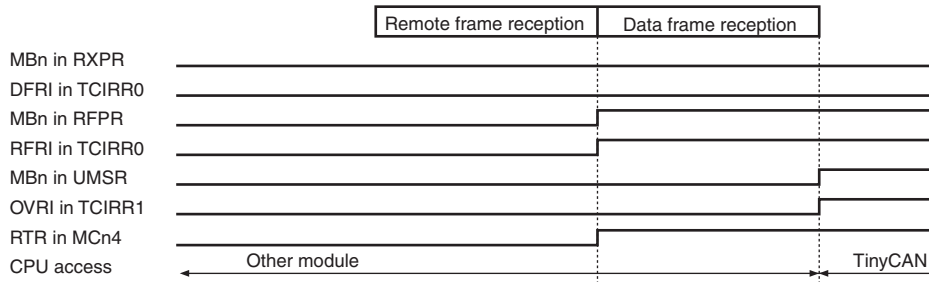 Remote frame reception Data frame reception
MBn in RXPR
DFRI in TCIRR0
MBn in RFPR
RFRI in TCIRR0
MBn in UMSR
OVRI in TCIRR1
RTR in MCn4
CPU access Other module TinyCAN